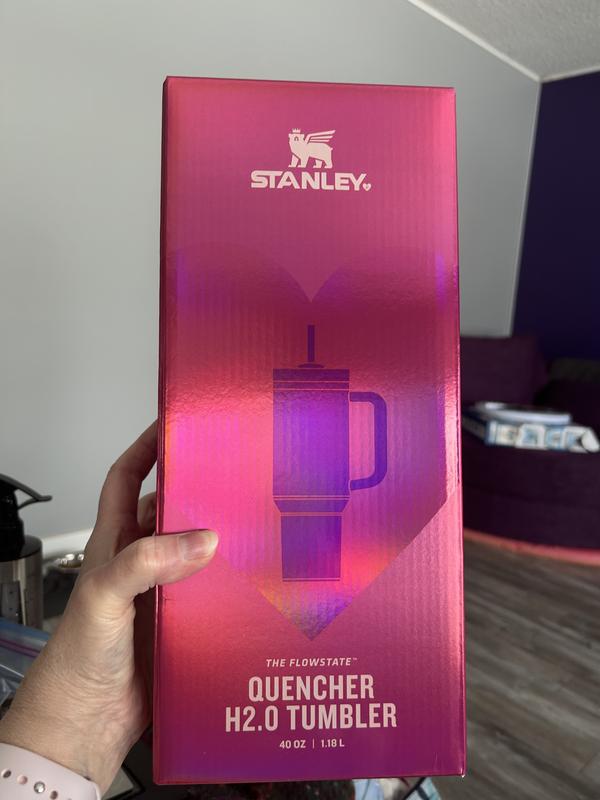 STANLEY
THE FLOWSTATE™
QUENCHER
H2.0 TUMBLER
40 OZ | 1.18 L